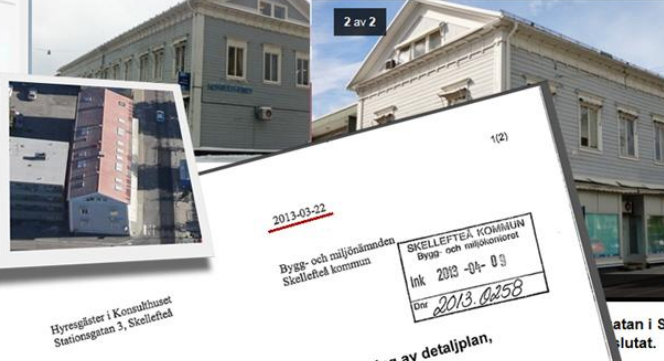 2 av 2
1(2)
2013-03-22
Bygg- och miljönämnden
Skellefteå kommun
SKELLEFTEÅ KOMMUN
Bygg- och miljökontoret
Ink 2013 -04- 09
Dnr 2013.0258
Hyresgäster i Konsulthuset
Stationsgatan 3, Skellefteå
av detaljplan,
atan i S
slutat.